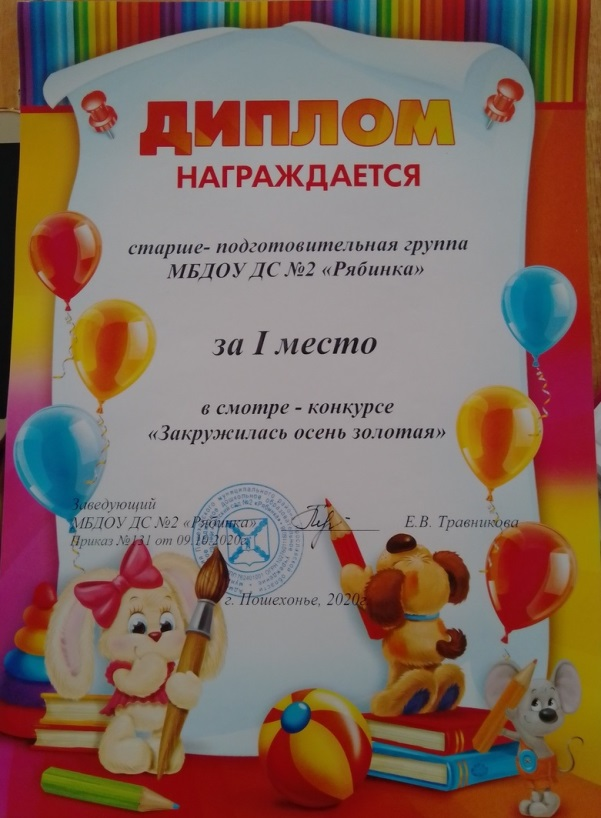 ДИПЛОМ
НАГРАЖДАЕТСЯ
старше- подготовительная группа
МБДОУ ДС №2 «Рябинка»
за I место
в смотре - конкурсе
«Закружилась осень золотая»
Заведующий
МБДОУ ДС №2 «Рябинка» Е.В. Травникова
Приказ №131 от 09.10.2020г
г. Пошехонье, 2020г